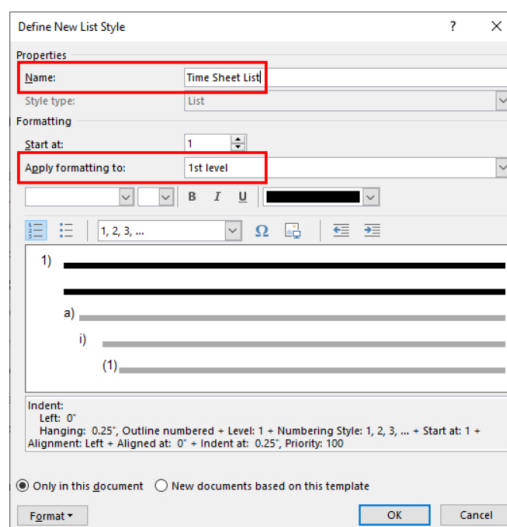 Define New List Style ? ×
Properties
Name: Time Sheet List
Style type: List
Formatting
Start at: 1
Apply formatting to: 1st level
B I U
1, 2, 3, ... Ω
1)
a)
i)
(1)
Indent:
Left: 0"
Hanging: 0.25", Outline numbered + Level: 1 + Numbering Style: 1, 2, 3, ... + Start at: 1 +
Alignment: Left + Aligned at: 0" + Indent at: 0.25", Priority: 100
Only in this document New documents based on this template
Format OK Cancel